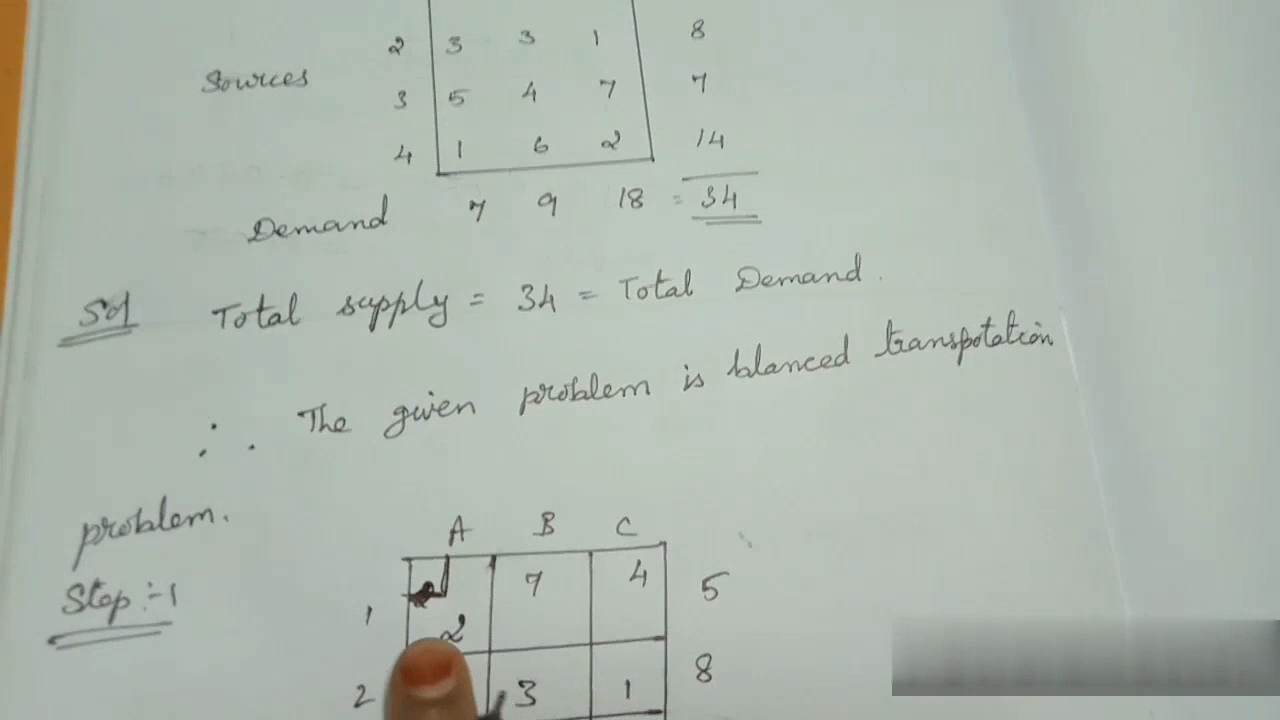 2 3 3 1 8
Sources
3 5 4 7 7
4 1 6 2 14
Demand 7 9 18 = 34
Sol Total supply = 34 = Total Demand.
∴ The given problem is blanced transpotation
problem.
A B C
Step :-1
1 2 7 4 5
2 3 1 8